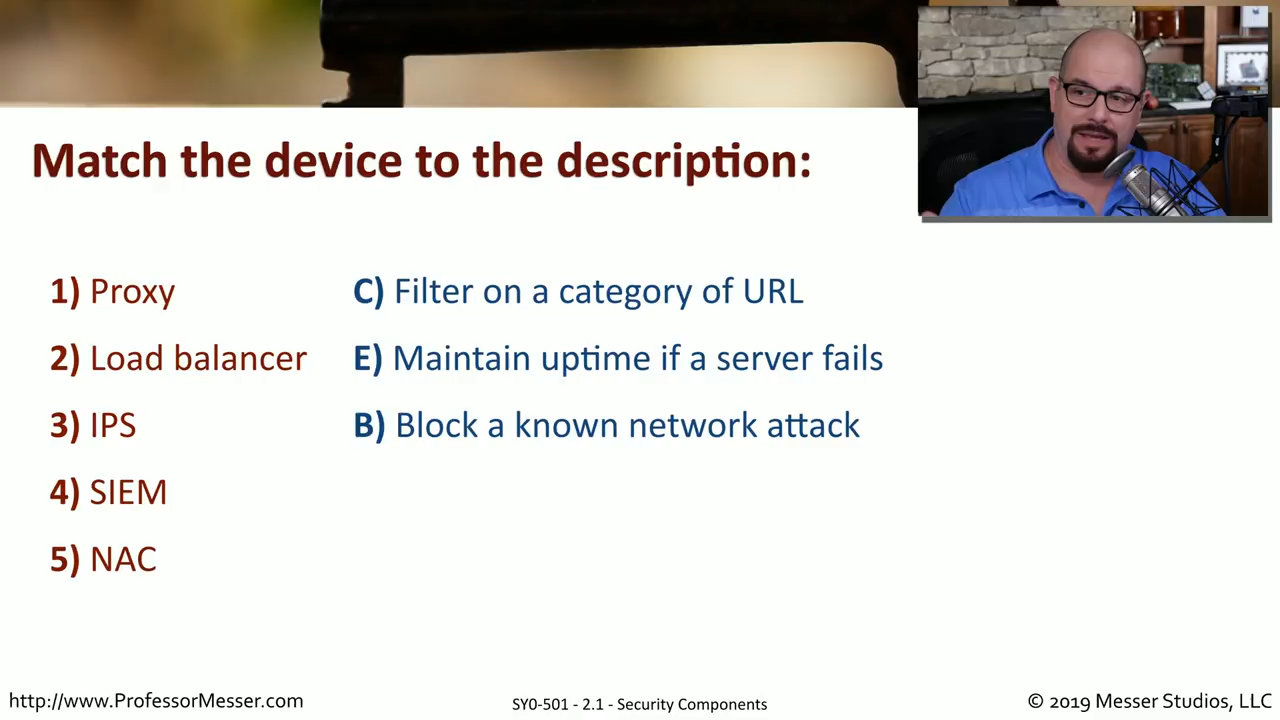 Match the device to the description:
1) Proxy C) Filter on a category of URL
2) Load balancer E) Maintain uptime if a server fails
3) IPS B) Block a known network attack
4) SIEM
5) NAC
http://www.ProfessorMesser.com SY0-501 - 2.1 - Security Components © 2019 Messer Studios, LLC